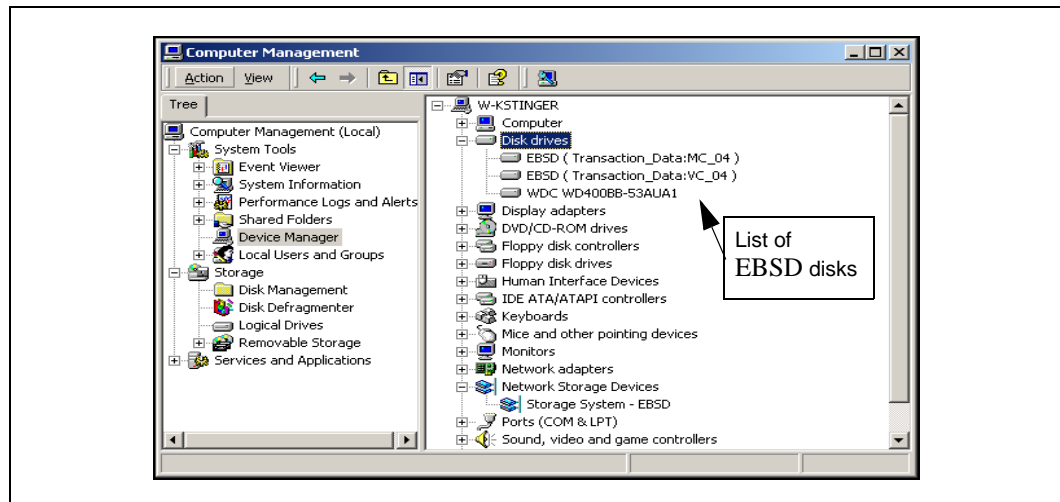 Computer Management
Action View
Tree
Computer Management (Local)
System Tools
Event Viewer
System Information
Performance Logs and Alerts
Shared Folders
Device Manager
Local Users and Groups
Storage
Disk Management
Disk Defragmenter
Logical Drives
Removable Storage
Services and Applications
W-KSTINGER
Computer
Disk drives
EBSD ( Transaction_Data:MC_04 )
EBSD ( Transaction_Data:VC_04 )
WDC WD400BB-53AUA1
Display adapters
DVD/CD-ROM drives
Floppy disk controllers
Floppy disk drives
Human Interface Devices
IDE ATA/ATAPI controllers
Keyboards
Mice and other pointing devices
Monitors
Network adapters
Network Storage Devices
Storage System - EBSD
Ports (COM & LPT)
Sound, video and game controllers
List of
EBSD disks